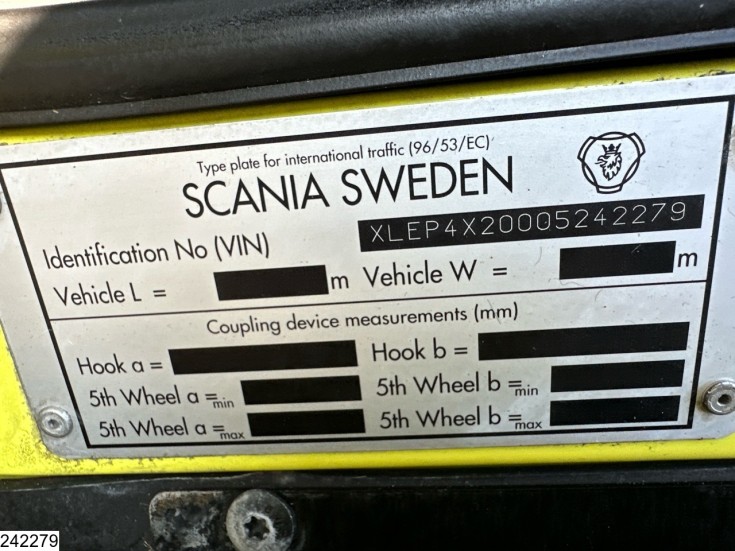 Type plate for international traffic (96/53/EC)
SCANIA SWEDEN
Identification No (VIN) XLEP4X20005242279
Vehicle L = m Vehicle W = m
Coupling device measurements (mm)
Hook a = Hook b =
5th Wheel a =min 5th Wheel b =min
5th Wheel a =max 5th Wheel b =max
242279